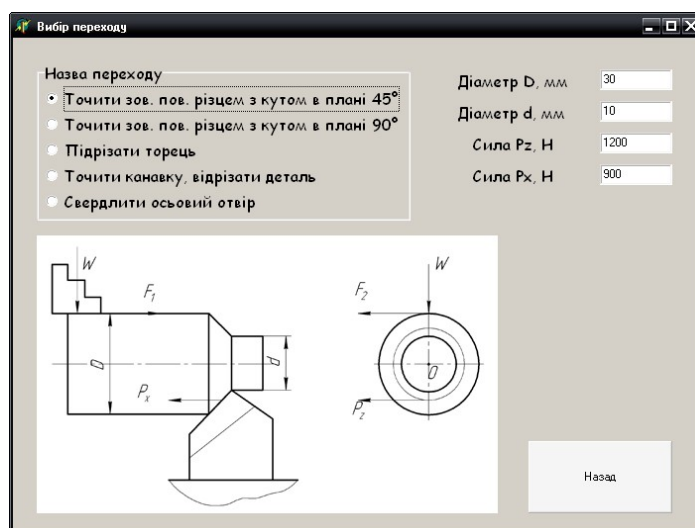 Вибір переходу
Назва переходу
Точити зов. пов. різцем з кутом в плані 45°
Точити зов. пов. різцем з кутом в плані 90°
Підрізати торець
Точити канавку, відрізати деталь
Свердлити осьовий отвір
Діаметр D, мм 30
Діаметр d, мм 10
Сила Pz, Н 1200
Сила Px, Н 900
W
F₁
D
d
Pₓ
W
F₂
O
P_z
Назад